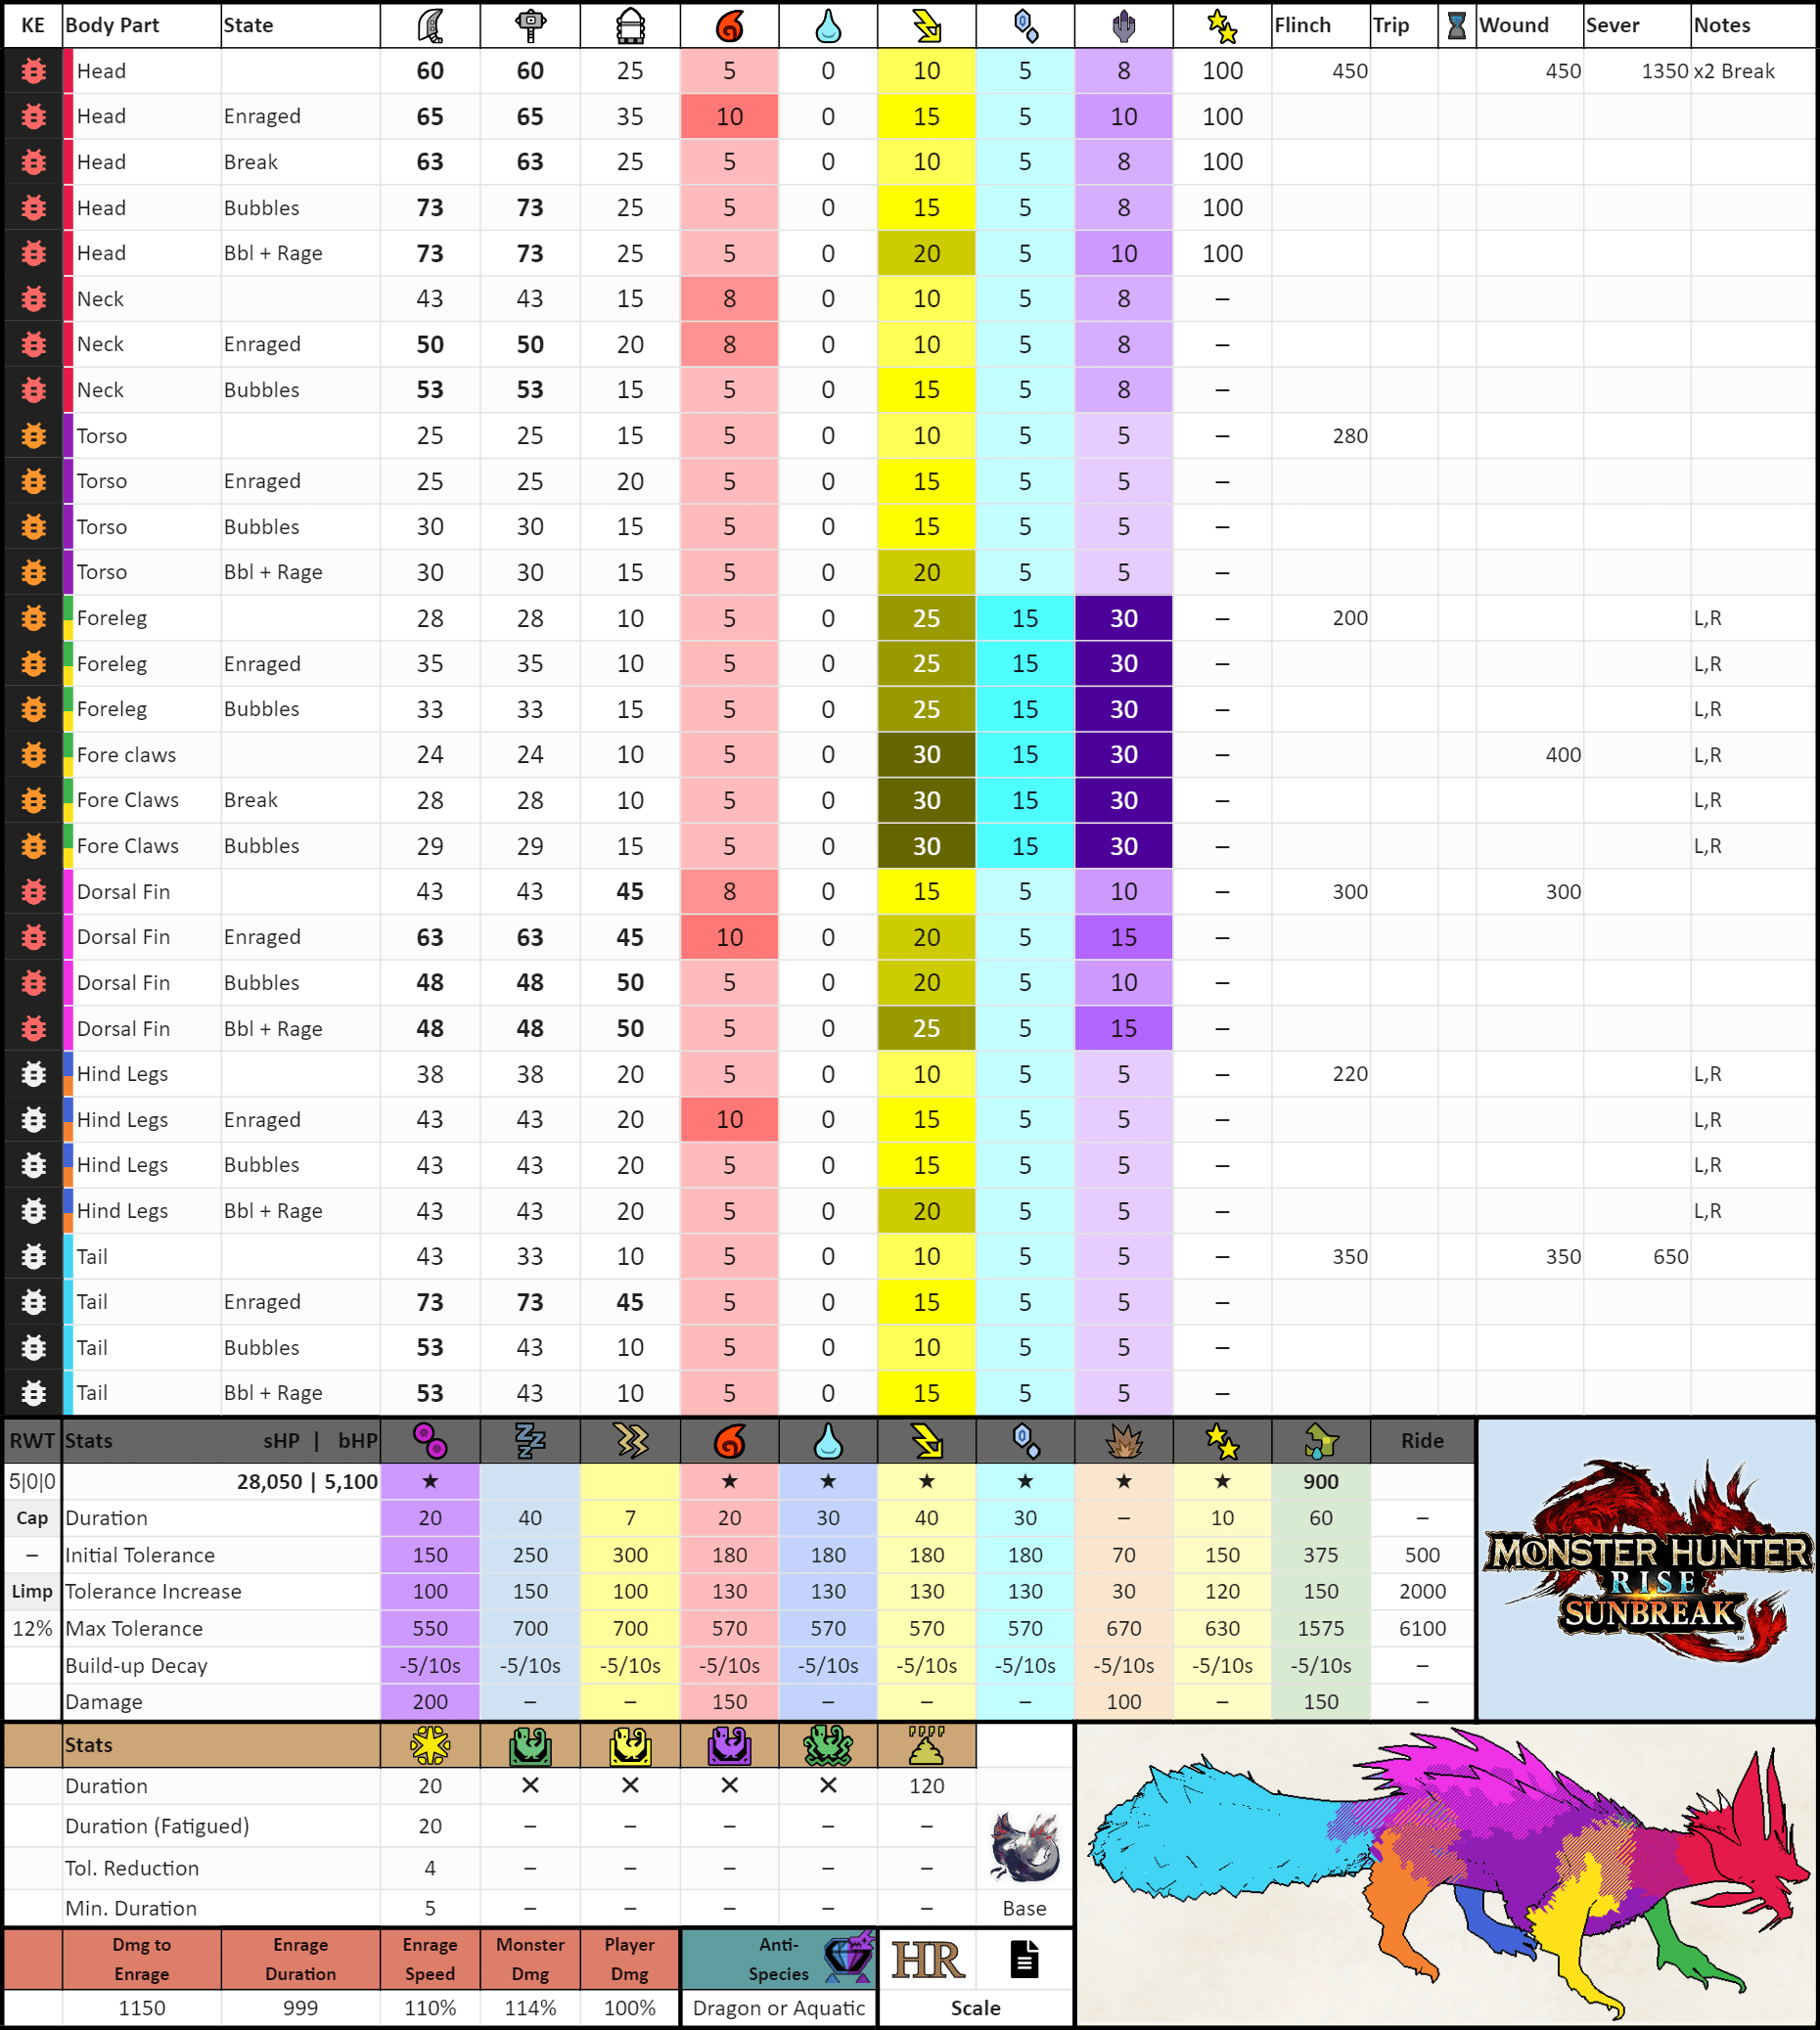 KE Body Part State Flinch Trip Wound Sever Notes
Head 60 60 25 5 0 10 5 8 100 450 450 1350 x2 Break
Head Enraged 65 65 35 10 0 15 5 10 100
Head Break 63 63 25 5 0 10 5 8 100
Head Bubbles 73 73 25 5 0 15 5 8 100
Head Bbl + Rage 73 73 25 5 0 20 5 10 100
Neck 43 43 15 8 0 10 5 8 –
Neck Enraged 50 50 20 8 0 10 5 8 –
Neck Bubbles 53 53 15 5 0 15 5 8 –
Torso 25 25 15 5 0 10 5 5 – 280
Torso Enraged 25 25 20 5 0 15 5 5 –
Torso Bubbles 30 30 15 5 0 15 5 5 –
Torso Bbl + Rage 30 30 15 5 0 20 5 5 –
Foreleg 28 28 10 5 0 25 15 30 – 200 L,R
Foreleg Enraged 35 35 10 5 0 25 15 30 – L,R
Foreleg Bubbles 33 33 15 5 0 25 15 30 – L,R
Fore claws 24 24 10 5 0 30 15 30 – 400 L,R
Fore Claws Break 28 28 10 5 0 30 15 30 – L,R
Fore Claws Bubbles 29 29 15 5 0 30 15 30 – L,R
Dorsal Fin 43 43 45 8 0 15 5 10 – 300 300
Dorsal Fin Enraged 63 63 45 10 0 20 5 15 –
Dorsal Fin Bubbles 48 48 50 5 0 20 5 10 –
Dorsal Fin Bbl + Rage 48 48 50 5 0 25 5 15 –
Hind Legs 38 38 20 5 0 10 5 5 – 220 L,R
Hind Legs Enraged 43 43 20 10 0 15 5 5 – L,R
Hind Legs Bubbles 43 43 20 5 0 15 5 5 – L,R
Hind Legs Bbl + Rage 43 43 20 5 0 20 5 5 – L,R
Tail 43 33 10 5 0 10 5 5 – 350 350 650
Tail Enraged 73 73 45 5 0 15 5 5 –
Tail Bubbles 53 43 10 5 0 10 5 5 –
Tail Bbl + Rage 53 43 10 5 0 15 5 5 –
RWT Stats sHP | bHP Ride
5|0|0 28,050 | 5,100 ★ ★ ★ ★ ★ ★ ★ 900
Cap Duration 20 40 7 20 30 40 30 – 10 60 –
– Initial Tolerance 150 250 300 180 180 180 180 70 150 375 500
Limp Tolerance Increase 100 150 100 130 130 130 130 30 120 150 2000
12% Max Tolerance 550 700 700 570 570 570 570 670 630 1575 6100
Build-up Decay -5/10s -5/10s -5/10s -5/10s -5/10s -5/10s -5/10s -5/10s -5/10s -5/10s –
Damage 200 – – 150 – – – 100 – 150 –
MONSTER HUNTER
RISE
SUNBREAK™
Stats
Duration 20 ✕ ✕ ✕ ✕ 120
Duration (Fatigued) 20 – – – – –
Tol. Reduction 4 – – – – –
Min. Duration 5 – – – – – Base
Dmg to Enrage Enrage Duration Enrage Speed Monster Dmg Player Dmg Anti-Species HR
1150 999 110% 114% 100% Dragon or Aquatic Scale